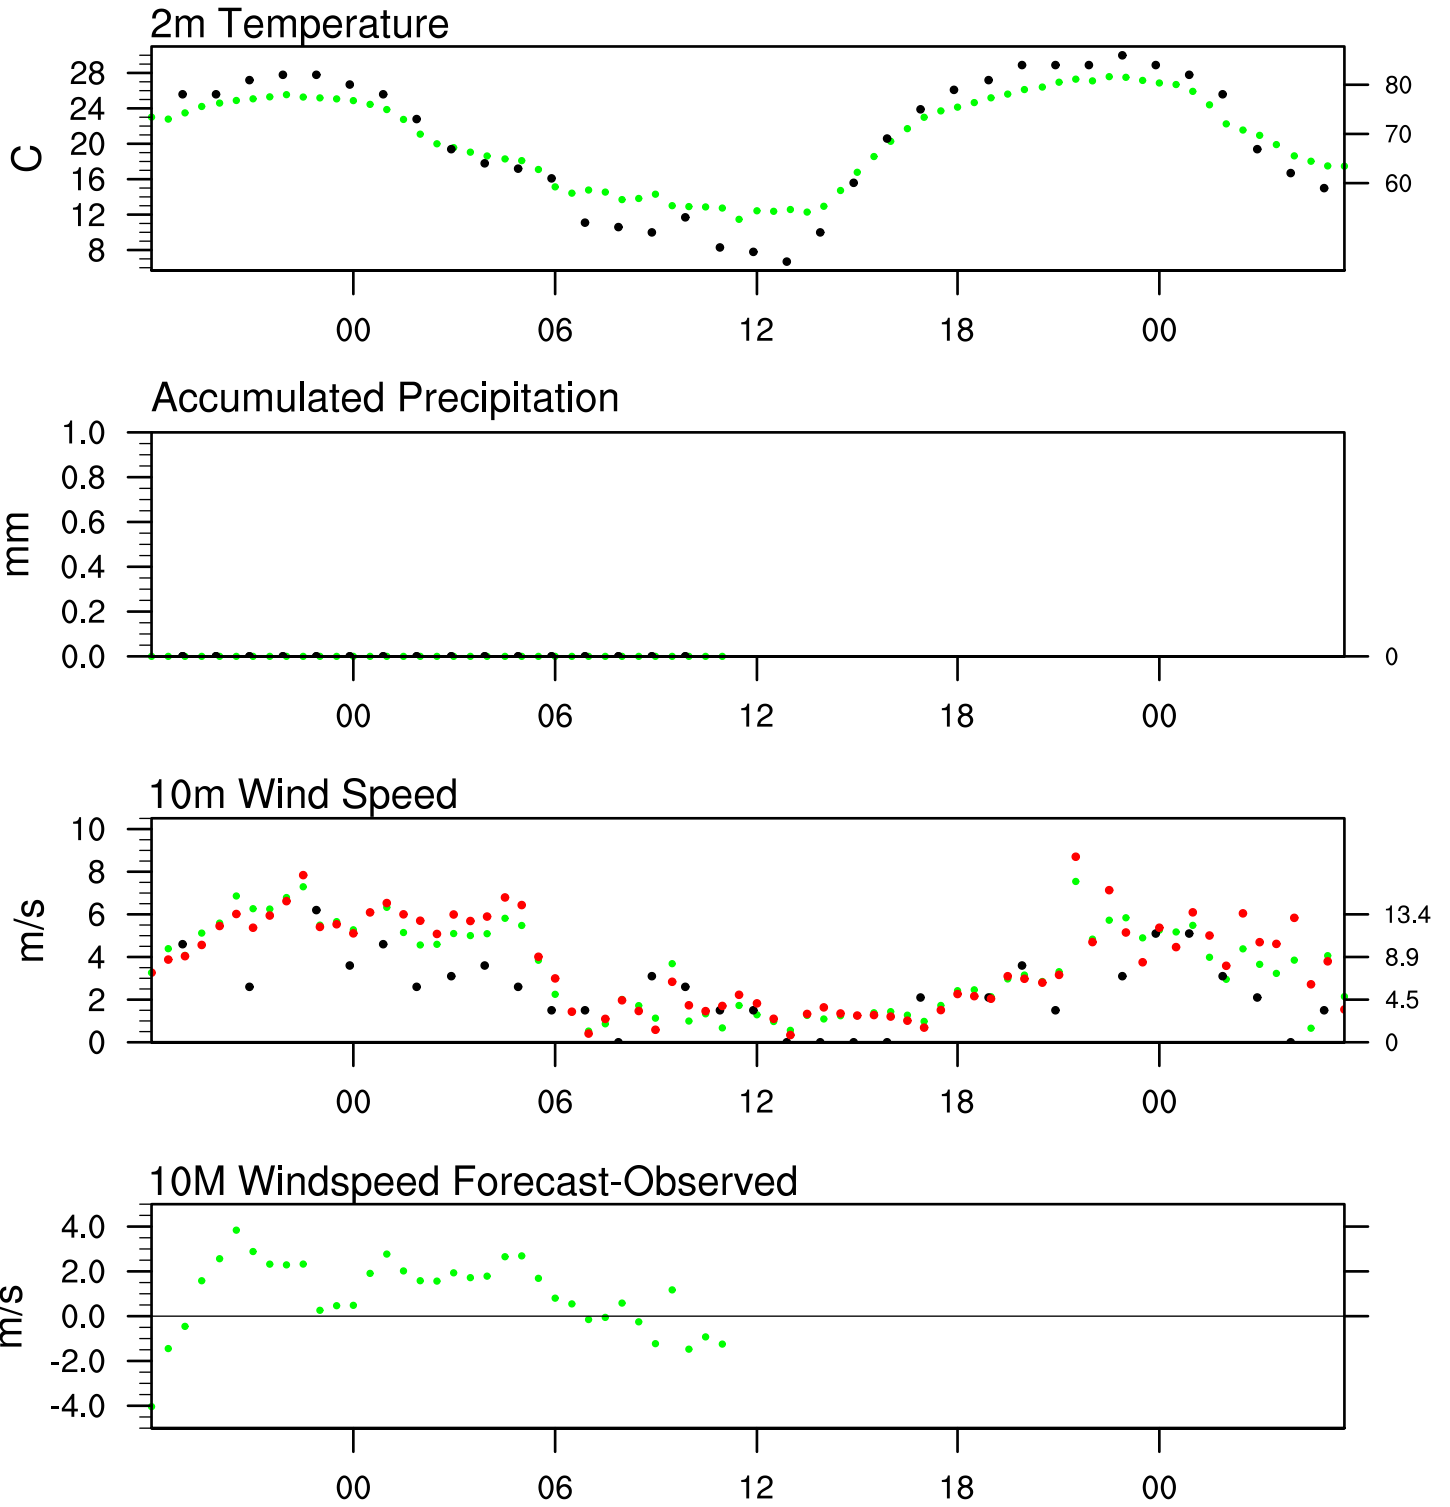 2m Temperature
28
24
20
16
12
8
C
80
70
60
00 06 12 18 00
Accumulated Precipitation
1.0
0.8
0.6
0.4
0.2
0.0
mm
0
00 06 12 18 00
10m Wind Speed
10
8
6
4
2
0
m/s
13.4
8.9
4.5
0
00 06 12 18 00
10M Windspeed Forecast-Observed
4.0
2.0
0.0
-2.0
-4.0
m/s
00 06 12 18 00